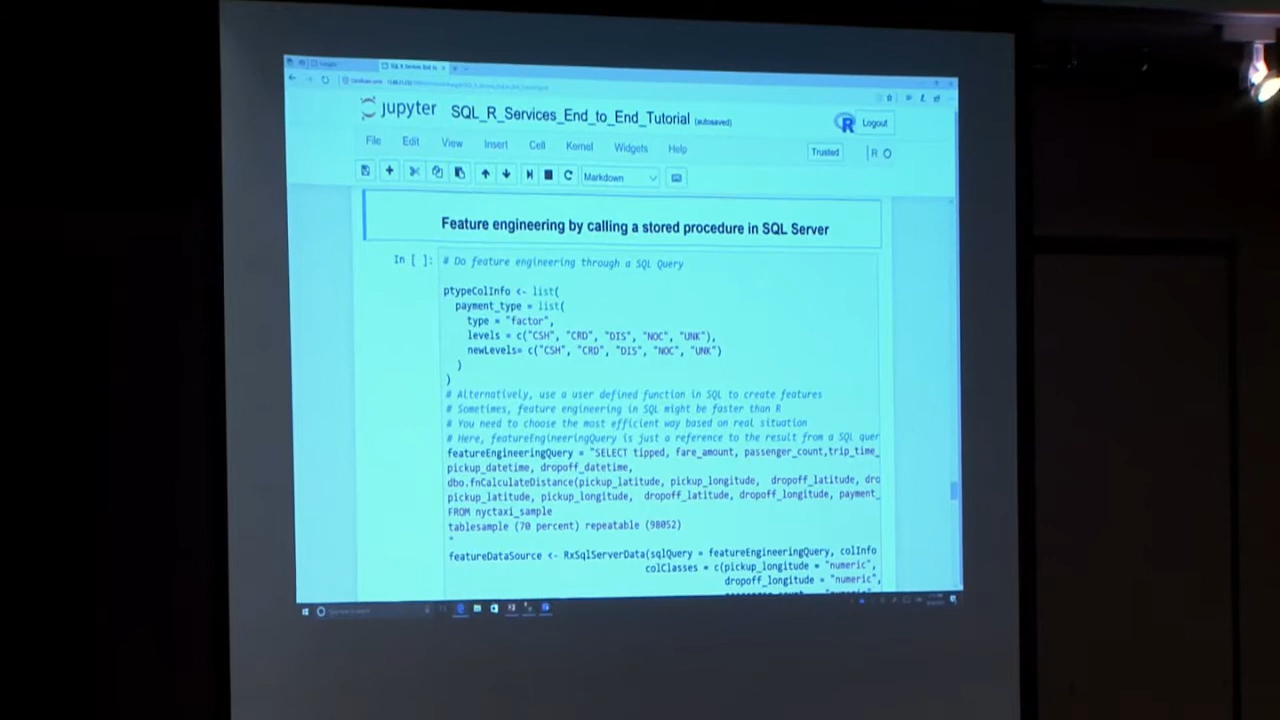 jupyter SQL_R_Services_End_to_End_Tutorial (autosaved)
Logout
File Edit View Insert Cell Kernel Widgets Help
Trusted
R
Markdown
Feature engineering by calling a stored procedure in SQL Server
In [ ]: # Do feature engineering through a SQL Query
ptypeColInfo <- list(
payment_type = list(
type = "factor",
levels = c("CSH", "CRD", "DIS", "NOC", "UNK"),
newLevels= c("CSH", "CRD", "DIS", "NOC", "UNK")
)
)
# Alternatively, use a user defined function in SQL to create features
# Sometimes, feature engineering in SQL might be faster than R
# You need to choose the most efficient way based on real situation
# Here, featureEngineeringQuery is just a reference to the result from a SQL quer
featureEngineeringQuery = "SELECT tipped, fare_amount, passenger_count,trip_time_
pickup_datetime, dropoff_datetime,
dbo.fnCalculateDistance(pickup_latitude, pickup_longitude, dropoff_latitude, dro
pickup_latitude, pickup_longitude, dropoff_latitude, dropoff_longitude, payment_
FROM nyctaxi_sample
tablesample (70 percent) repeatable (98052)
"
featureDataSource <- RxSqlServerData(sqlQuery = featureEngineeringQuery, colInfo
colClasses = c(pickup_longitude = "numeric",
dropoff_longitude = "numeric",